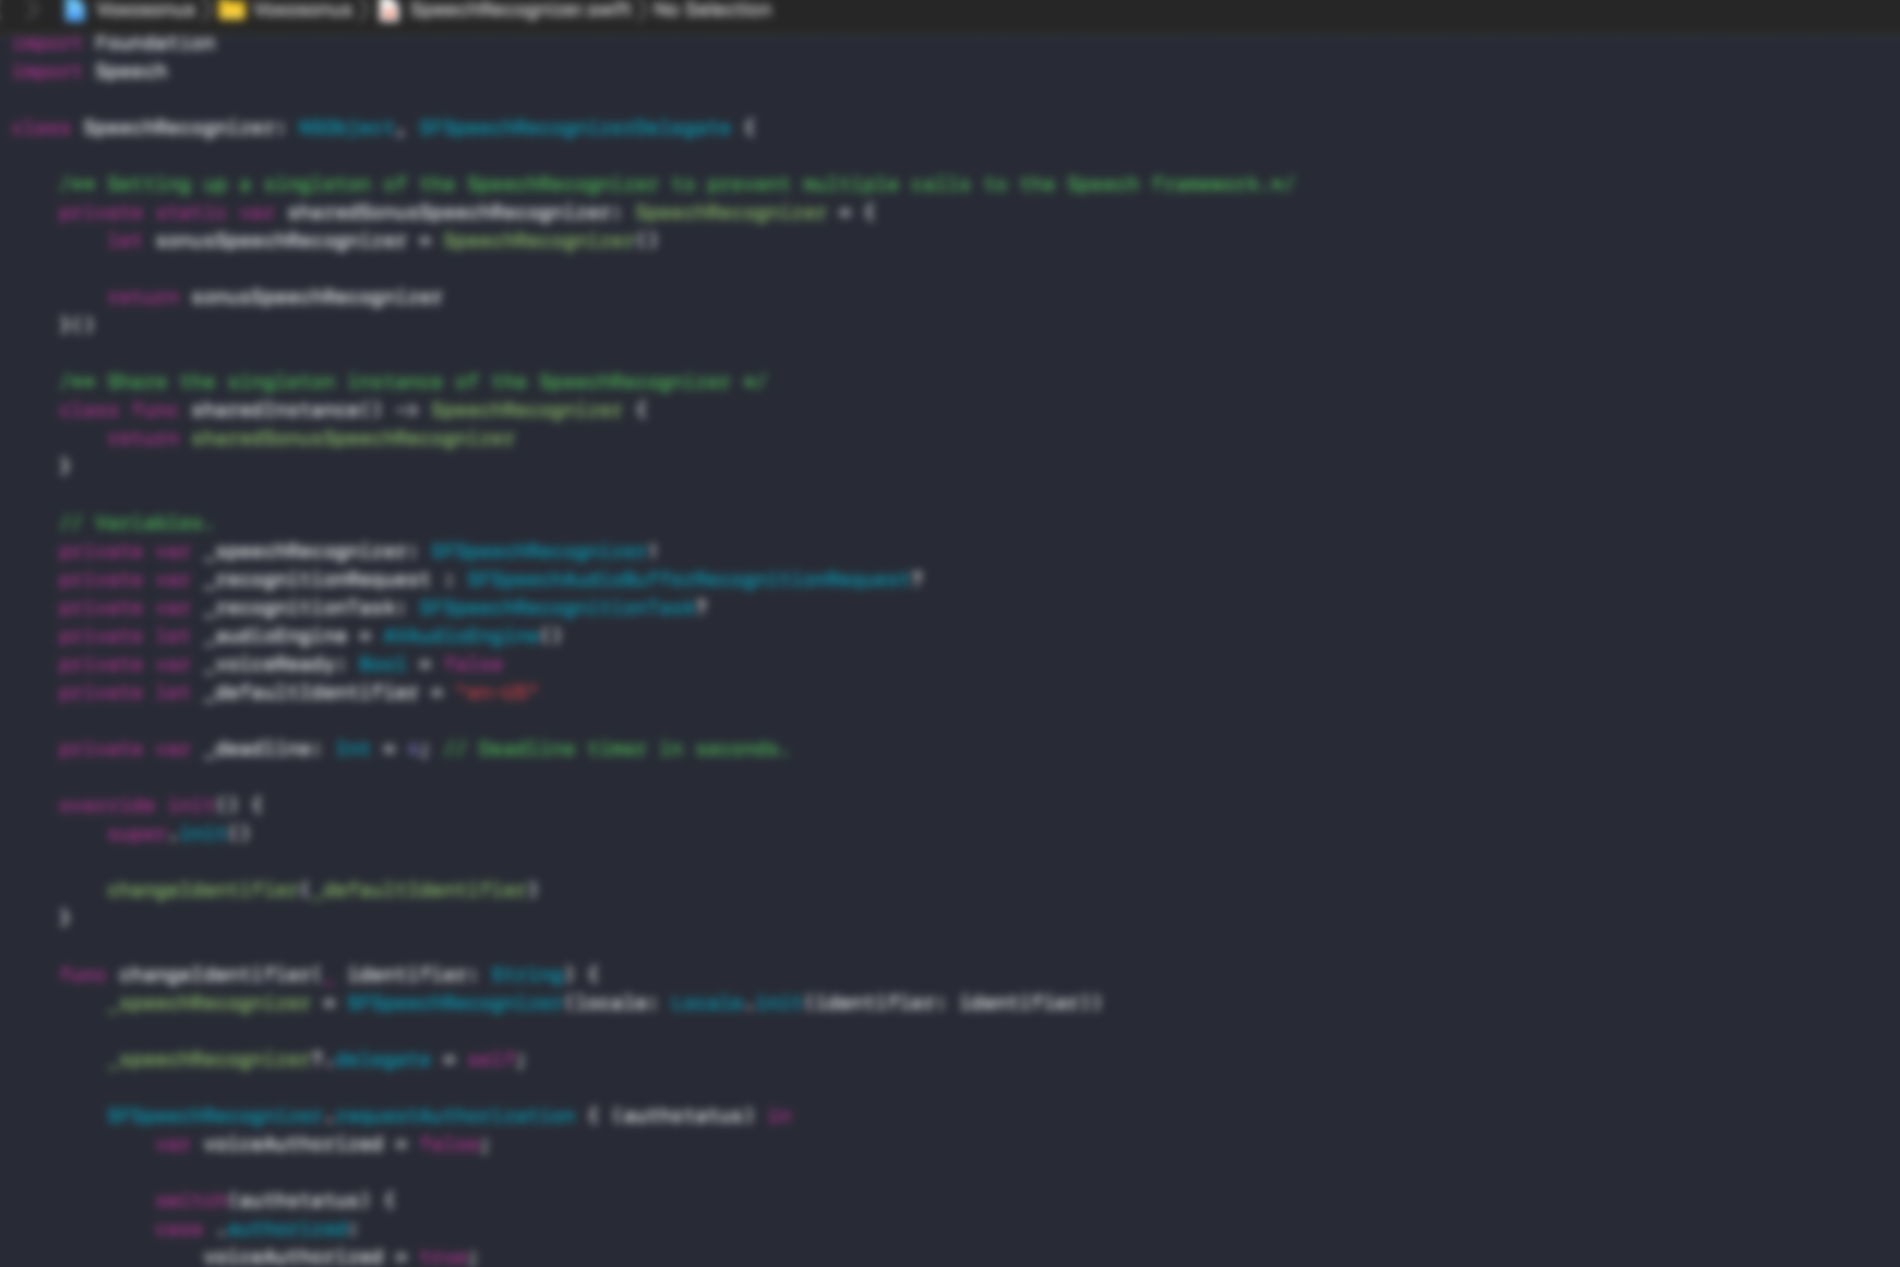 Voxosonus Voxosonus SpeechRecognizer.swift No Selection
import Foundation
import Speech
class SpeechRecognizer: NSObject, SFSpeechRecognizerDelegate {
/** Setting up a singleton of the SpeechRecognizer to prevent multiple calls to the Speech framework.*/
private static var sharedSonusSpeechRecognizer: SpeechRecognizer = {
let sonusSpeechRecognizer = SpeechRecognizer()
return sonusSpeechRecognizer
}()
/** Share the singleton instance of the SpeechRecognizer */
class func sharedInstance() -> SpeechRecognizer {
return sharedSonusSpeechRecognizer
}
// Variables.
private var _speechRecognizer: SFSpeechRecognizer!
private var _recognitionRequest : SFSpeechAudioBufferRecognitionRequest?
private var _recognitionTask: SFSpeechRecognitionTask?
private let _audioEngine = AVAudioEngine()
private var _voiceReady: Bool = false
private let _defaultIdentifier = "en-US"
private var _deadline: Int = ; // Deadline timer in seconds.
override init() {
super.init()
changeIdentifier(_defaultIdentifier)
}
func changeIdentifier(_ identifier: String) {
_speechRecognizer = SFSpeechRecognizer(locale: Locale.init(identifier: identifier))
_speechRecognizer?.delegate = self;
SFSpeechRecognizer.requestAuthorization { (authstatus) in
var voiceAuthorized = false;
switch(authstatus) {
case .authorized:
voiceAuthorized = true;